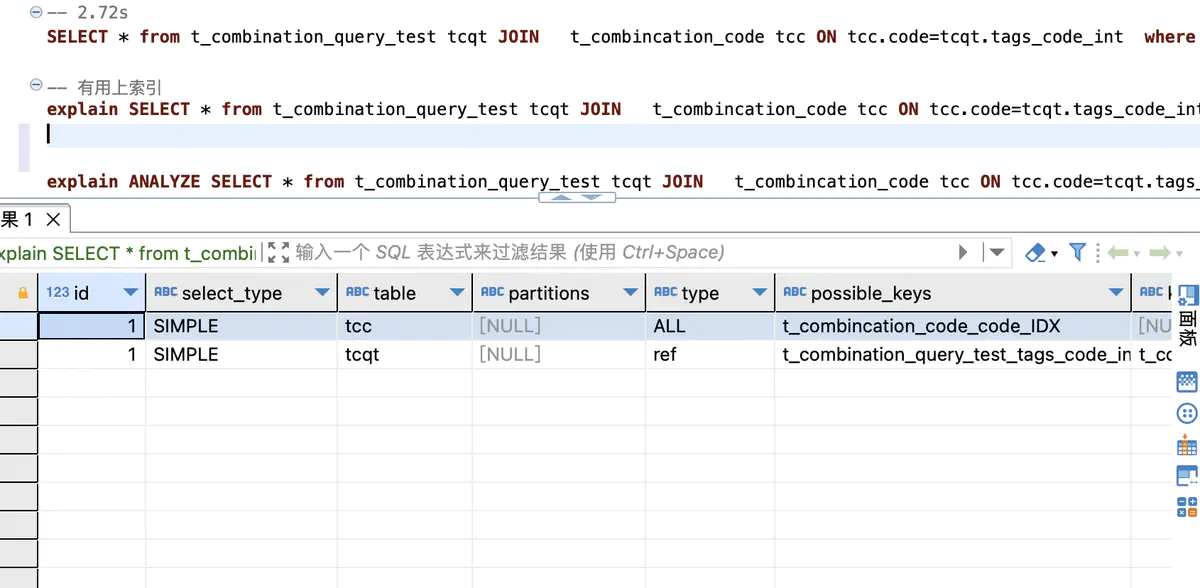 -- 2.72s
SELECT * from t_combination_query_test tcqt JOIN t_combincation_code tcc ON tcc.code=tcqt.tags_code_int where
-- 有用上索引
explain SELECT * from t_combination_query_test tcqt JOIN t_combincation_code tcc ON tcc.code=tcqt.tags_code_int
explain ANALYZE SELECT * from t_combination_query_test tcqt JOIN t_combincation_code tcc ON tcc.code=tcqt.tags_
果 1
xplain SELECT * from t_combi 输入一个 SQL 表达式来过滤结果 (使用 Ctrl+Space)
123 id ABC select_type ABC table ABC partitions ABC type ABC possible_keys ABC
1 SIMPLE tcc [NULL] ALL t_combincation_code_code_IDX [NU
1 SIMPLE tcqt [NULL] ref t_combination_query_test_tags_code_in t_cc
面板